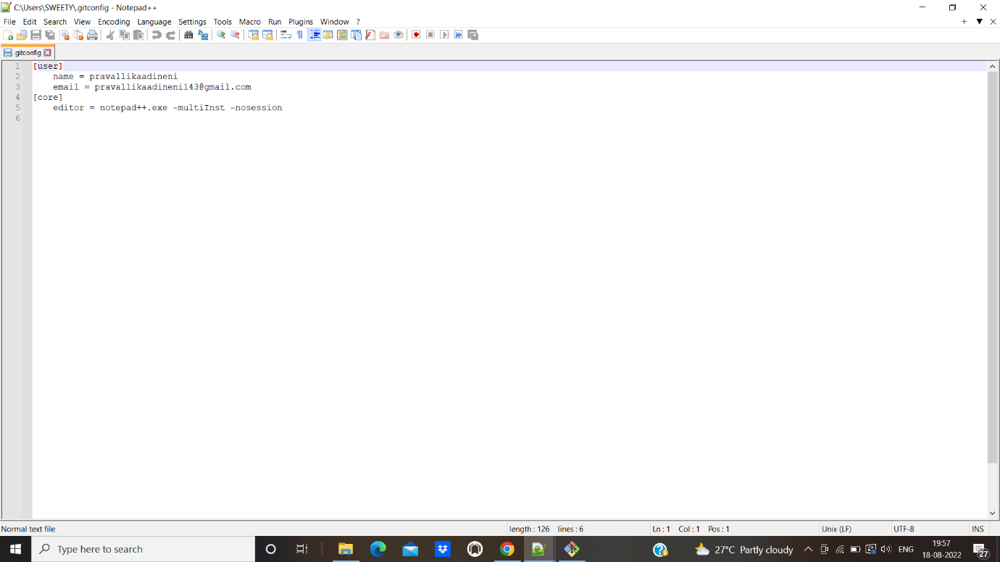 C:\Users\SWEETY\.gitconfig - Notepad++
File Edit Search View Encoding Language Settings Tools Macro Run Plugins Window ?
.gitconfig
1 [user]
2 name = pravallikaadineni
3 email = pravallikaadineni143@gmail.com
4 [core]
5 editor = notepad++.exe -multiInst -nosession
6
Normal text file length : 126 lines : 6 Ln : 1 Col : 1 Pos : 1 Unix (LF) UTF-8 INS
Type here to search 27°C Partly cloudy ENG 19:57
18-08-2022 27